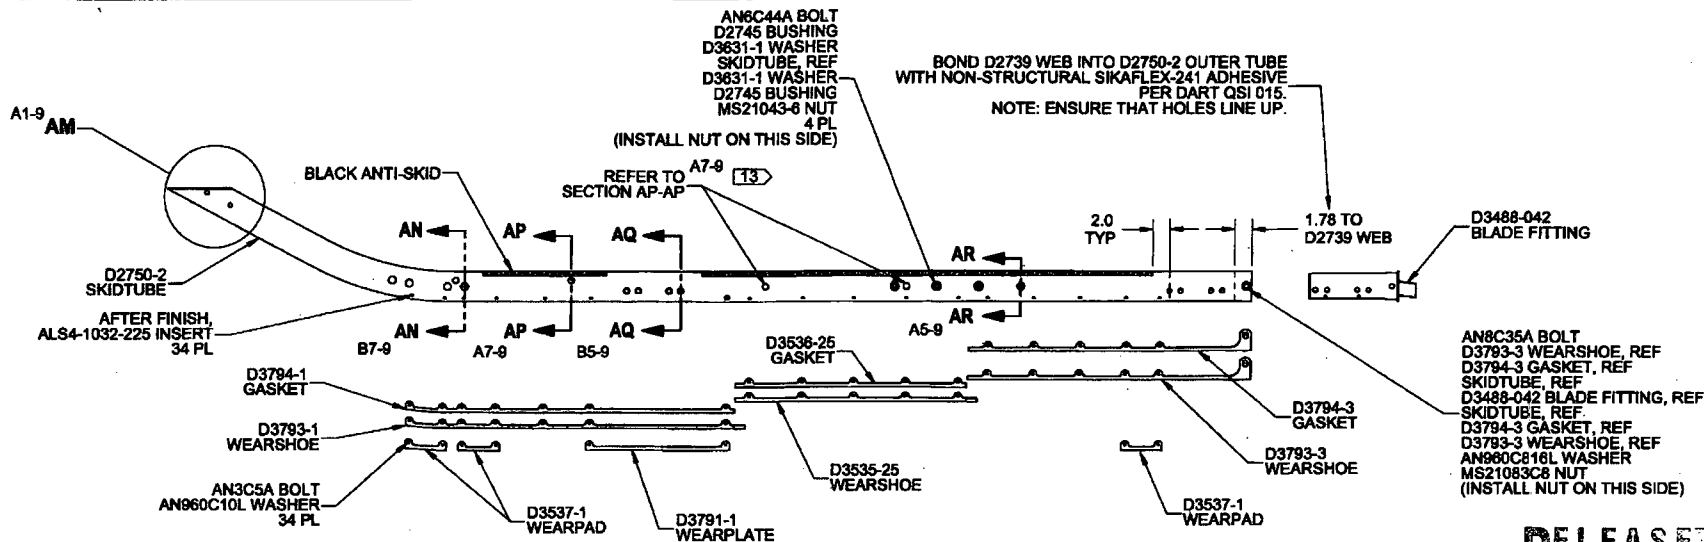 AN6C44A BOLT
D2745 BUSHING
D3631-1 WASHER
SKIDTUBE, REF
D3631-1 WASHER
D2745 BUSHING
MS21043-6 NUT
4 PL
(INSTALL NUT ON THIS SIDE)
BOND D2739 WEB INTO D2750-2 OUTER TUBE
WITH NON-STRUCTURAL SIKAFLEX-241 ADHESIVE
PER DART QSI 015.
NOTE: ENSURE THAT HOLES LINE UP.
A1-9
AM
BLACK ANTI-SKID
REFER TO
SECTION AP-AP
A7-9
13
AN
AP
AQ
AR
2.0
TYP
1.78 TO
D2739 WEB
D3488-042
BLADE FITTING
D2750-2
SKIDTUBE
AFTER FINISH,
ALS4-1032-225 INSERT
34 PL
AN
AP
AQ
AR
B7-9
A7-9
B5-9
A5-9
D3794-1
GASKET
D3793-1
WEARSHOE
AN3C5A BOLT
AN960C10L WASHER
34 PL
D3537-1
WEARPAD
D3791-1
WEARPLATE
D3536-25
GASKET
D3535-25
WEARSHOE
D3794-3
GASKET
D3793-3
WEARSHOE
D3537-1
WEARPAD
AN8C35A BOLT
D3793-3 WEARSHOE, REF
D3794-3 GASKET, REF
SKIDTUBE, REF
D3488-042 BLADE FITTING, REF
SKIDTUBE, REF
D3794-3 GASKET, REF
D3793-3 WEARSHOE, REF
AN960C816L WASHER
MS21083C8 NUT
(INSTALL NUT ON THIS SIDE)